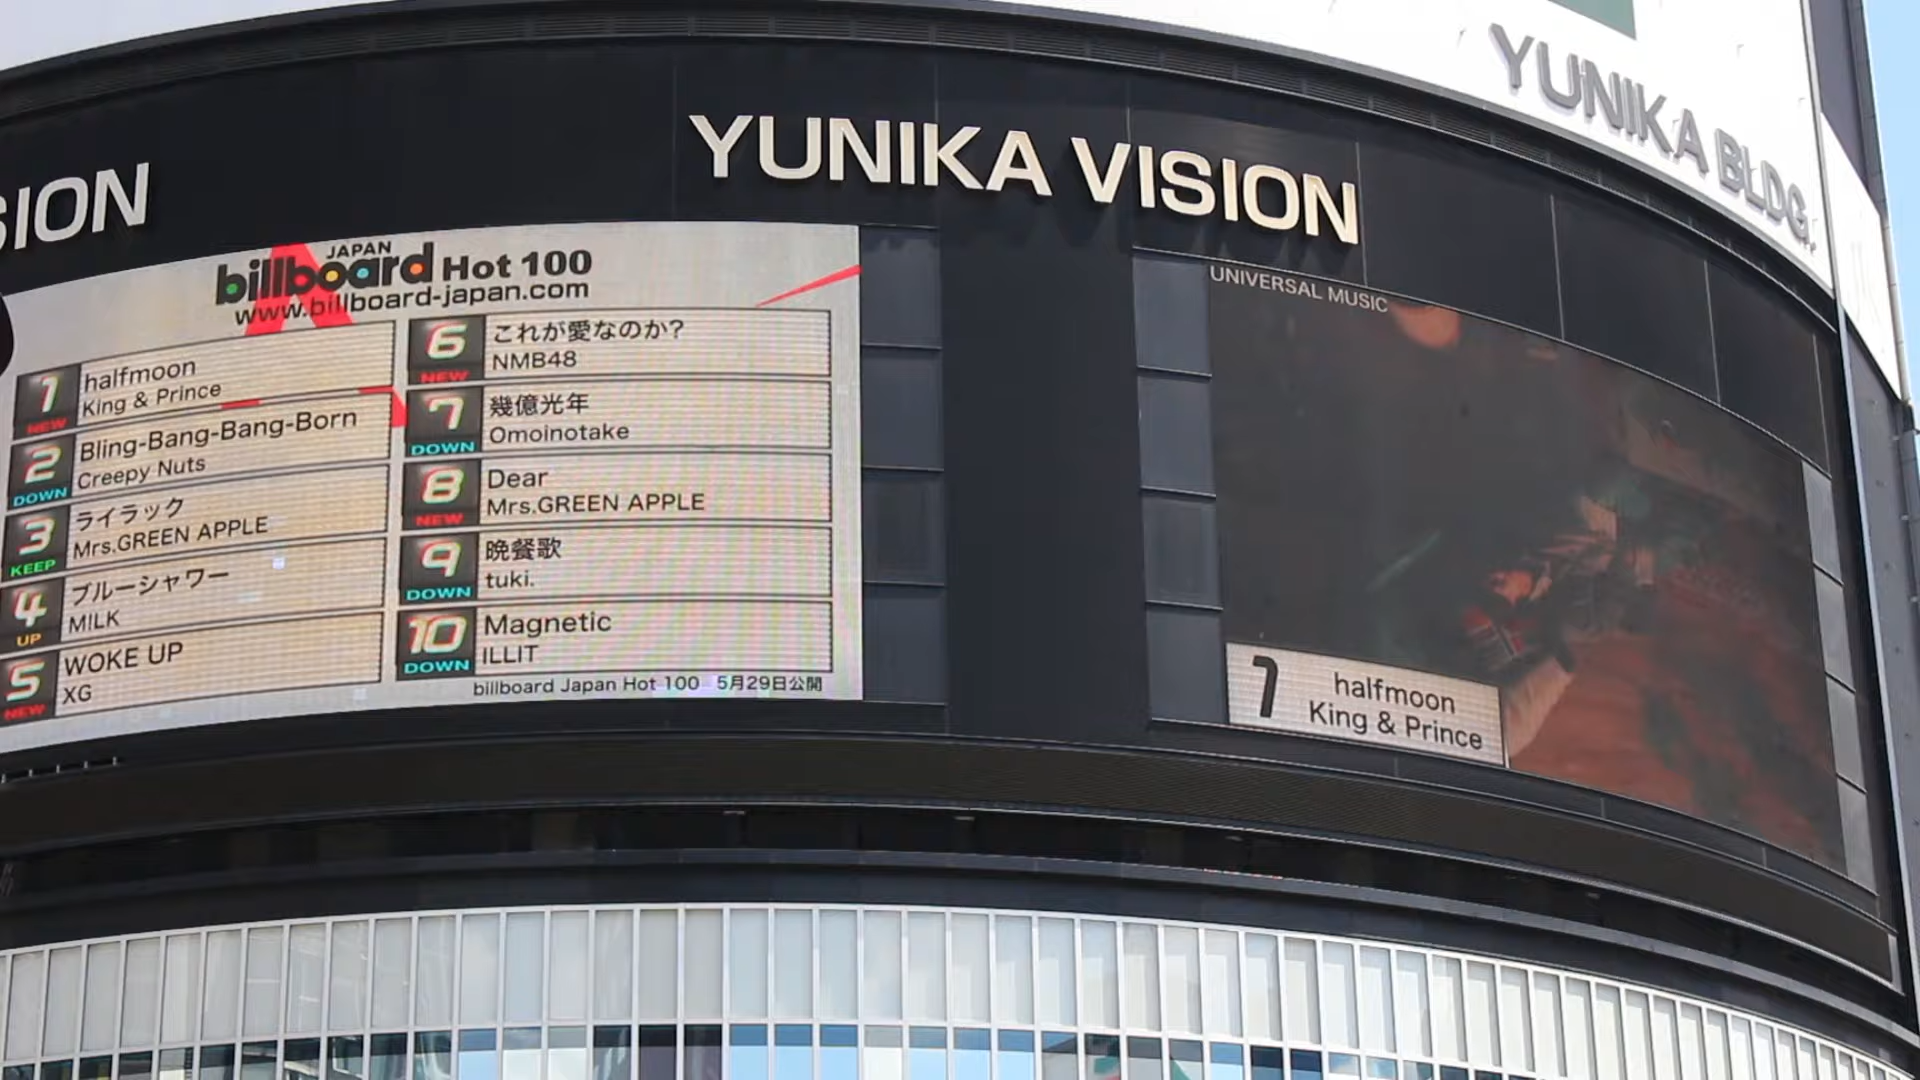 YUNIKA BLDG.
SION
YUNIKA VISION
JAPAN
billboard Hot 100
www.billboard-japan.com
1 halfmoon
NEW King & Prince
2 Bling-Bang-Bang-Born
DOWN Creepy Nuts
3 ライラック
KEEP Mrs.GREEN APPLE
4 ブルーシャワー
UP M!LK
5 WOKE UP
NEW XG
6 これが愛なのか?
NEW NMB48
7 幾億光年
DOWN Omoinotake
8 Dear
NEW Mrs.GREEN APPLE
9 晩餐歌
DOWN tuki.
10 Magnetic
DOWN ILLIT
billboard Japan Hot 100 5月29日公開
UNIVERSAL MUSIC
1 halfmoon
King & Prince